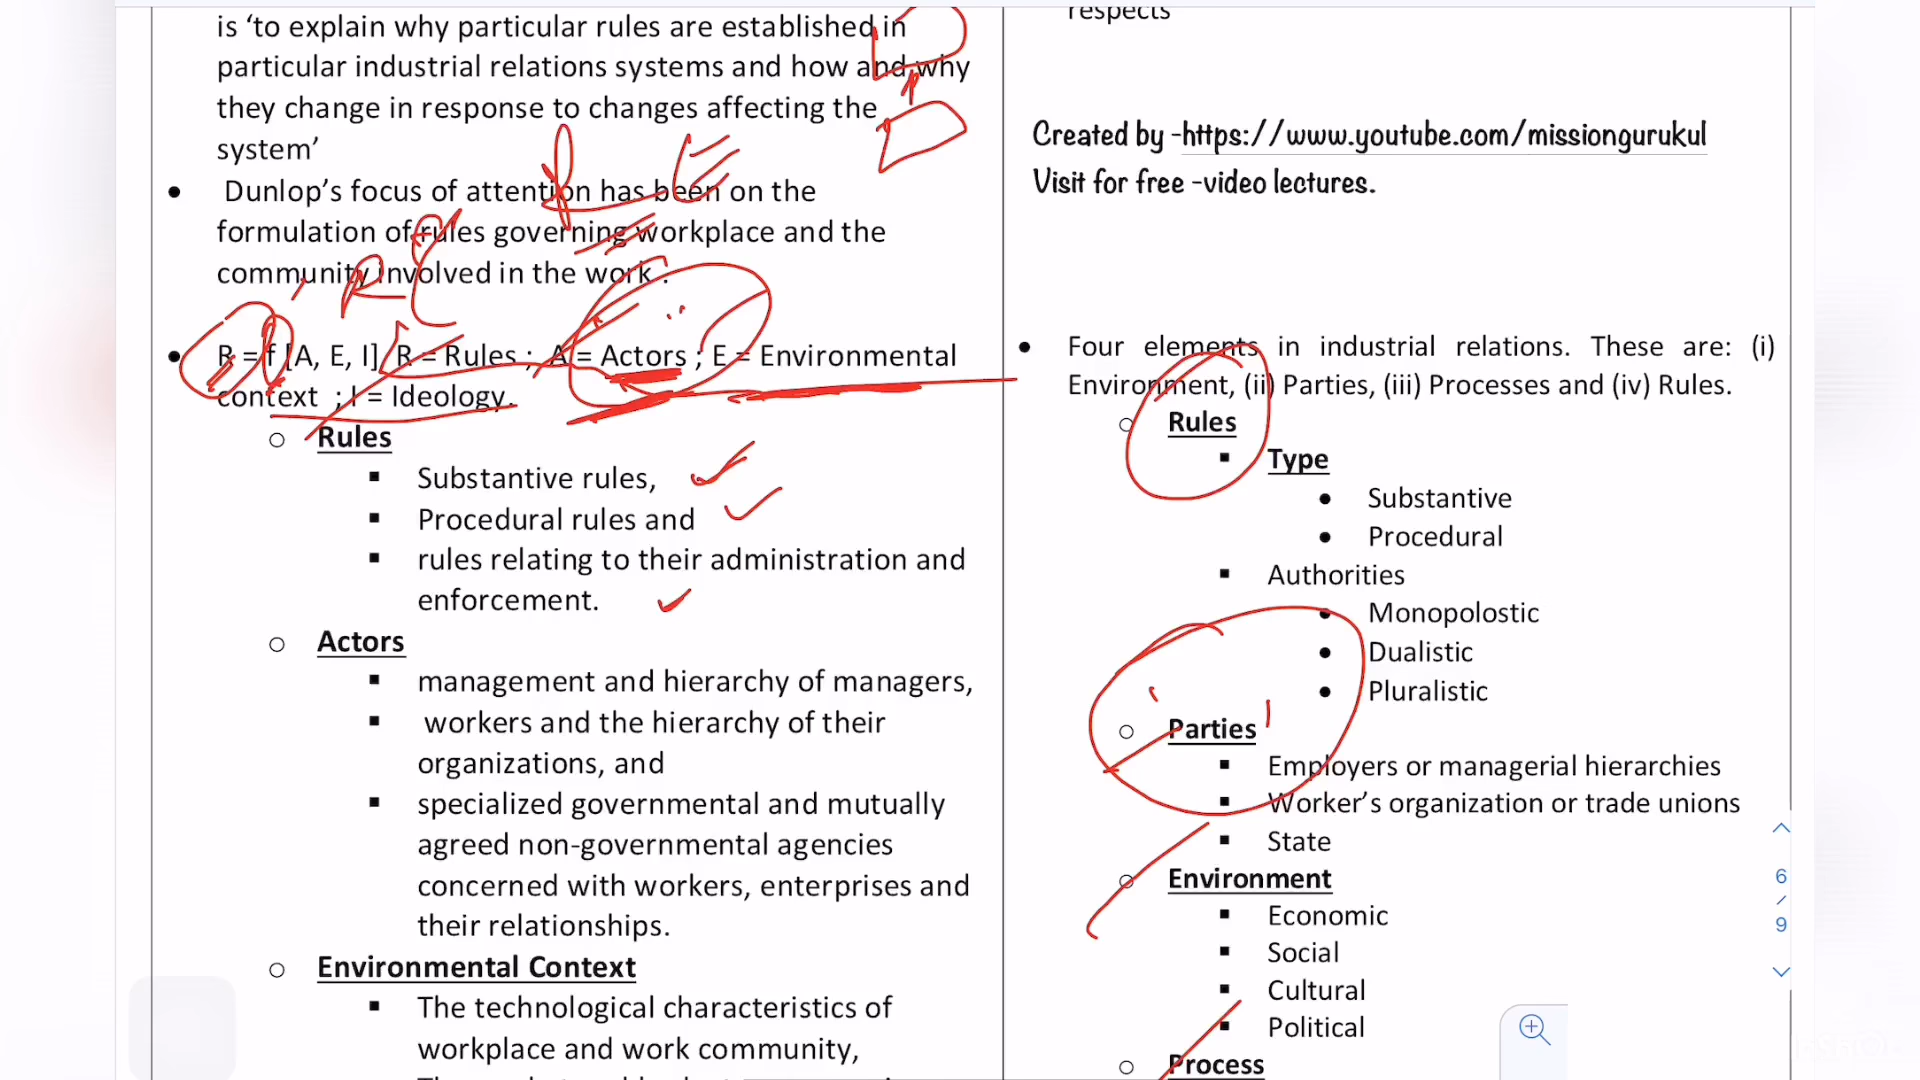 is ‘to explain why particular rules are established in
particular industrial relations systems and how and why
they change in response to changes affecting the
system’
• Dunlop’s focus of attention has been on the
formulation of rules governing workplace and the
community involved in the work .
• R = f [A, E, I] R = Rules ; A = Actors ; E = Environmental
context ; I = Ideology.
o Rules
▪ Substantive rules,
▪ Procedural rules and
▪ rules relating to their administration and
enforcement.
o Actors
▪ management and hierarchy of managers,
▪ workers and the hierarchy of their
organizations, and
▪ specialized governmental and mutually
agreed non-governmental agencies
concerned with workers, enterprises and
their relationships.
o Environmental Context
▪ The technological characteristics of
workplace and work community,
respects
Created by -https://www.youtube.com/missiongurukul
Visit for free -video lectures.
• Four elements in industrial relations. These are: (i)
Environment, (ii) Parties, (iii) Processes and (iv) Rules.
o Rules
▪ Type
• Substantive
• Procedural
▪ Authorities
• Monopolostic
• Dualistic
• Pluralistic
o Parties
▪ Employers or managerial hierarchies
▪ Worker’s organization or trade unions
▪ State
o Environment
▪ Economic
▪ Social
▪ Cultural
▪ Political
o Process
6
/
9